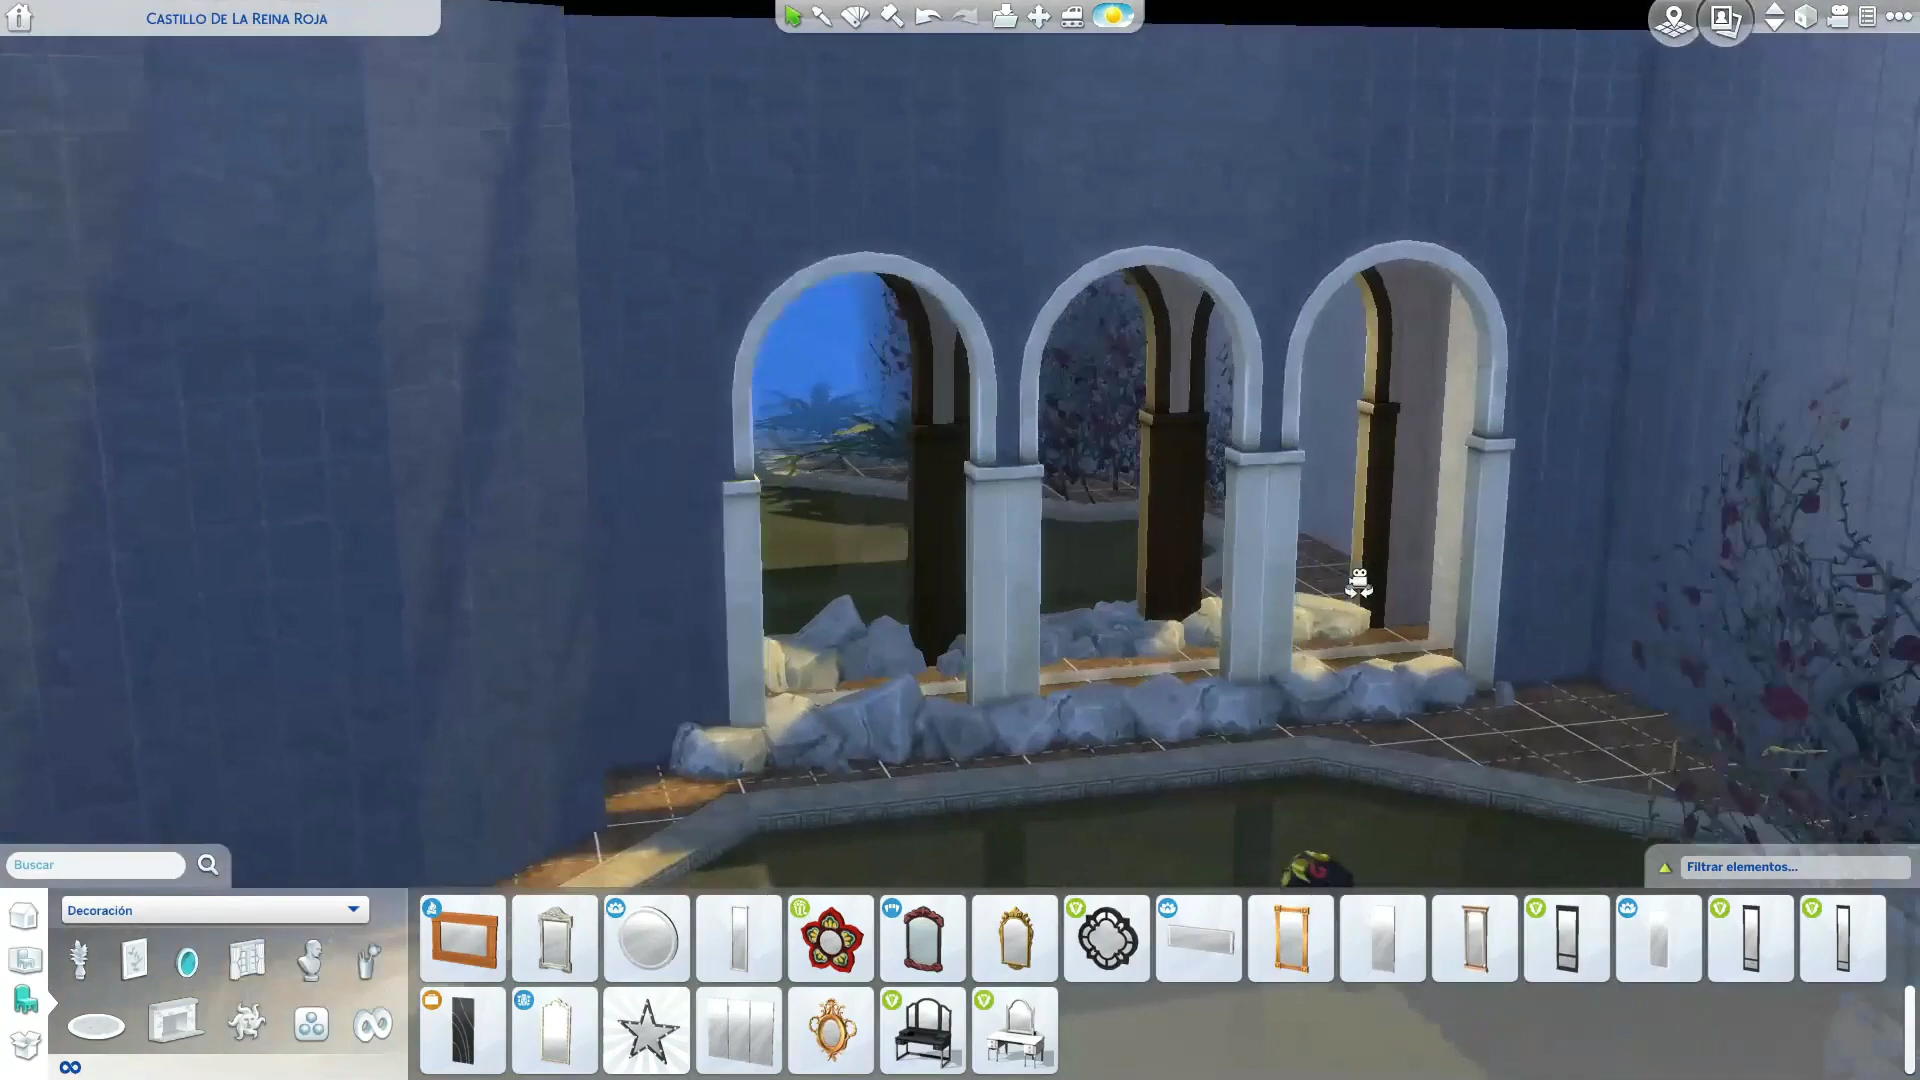 CASTILLO DE LA REINA ROJA
Buscar
Filtrar elementos...
Decoración